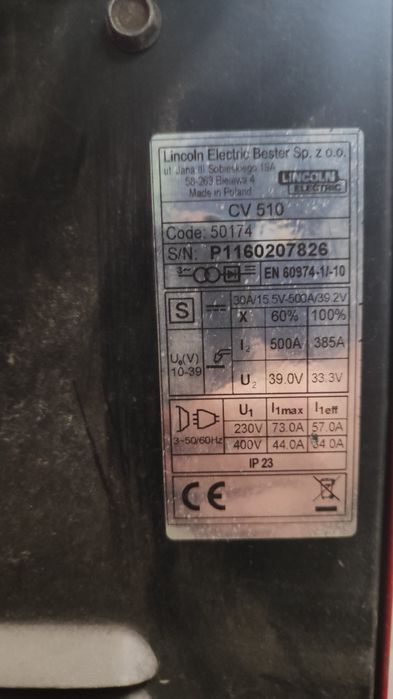 Lincoln Electric Bester Sp. z o.o.
ul. Jana III Sobieskiego 19A
58-263 Bielawa 4
Made in Poland
LINCOLN
ELECTRIC
CV 510
Code: 50174
S/N: P1160207826
3~ EN 60974-1/-10
S 30A/15.5V-500A/39.2V
X 60% 100%
U₀(V)
10-39
I₂ 500A 385A
U₂ 39.0V 33.3V
3~50/60Hz
U₁ I₁max I₁eff
230V 73.0A 57.0A
400V 44.0A 34.0A
IP 23
CE